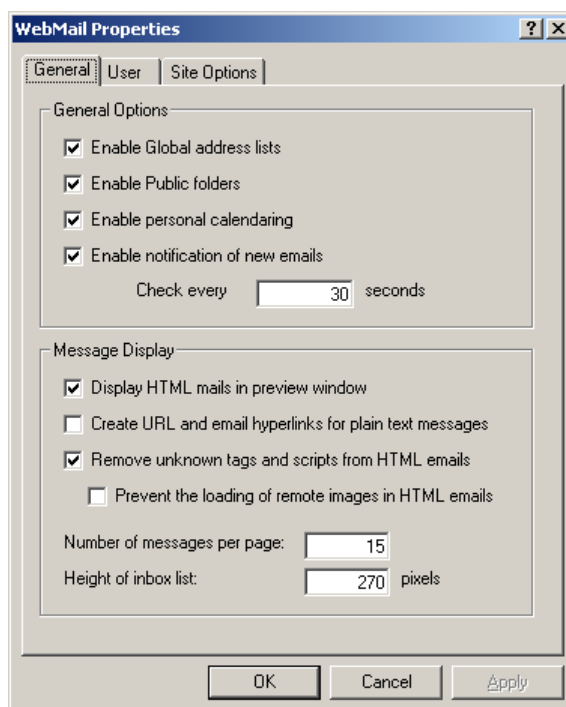 WebMail Properties
General User Site Options
General Options
Enable Global address lists
Enable Public folders
Enable personal calendaring
Enable notification of new emails
Check every 30 seconds
Message Display
Display HTML mails in preview window
Create URL and email hyperlinks for plain text messages
Remove unknown tags and scripts from HTML emails
Prevent the loading of remote images in HTML emails
Number of messages per page: 15
Height of inbox list: 270 pixels
OK Cancel Apply